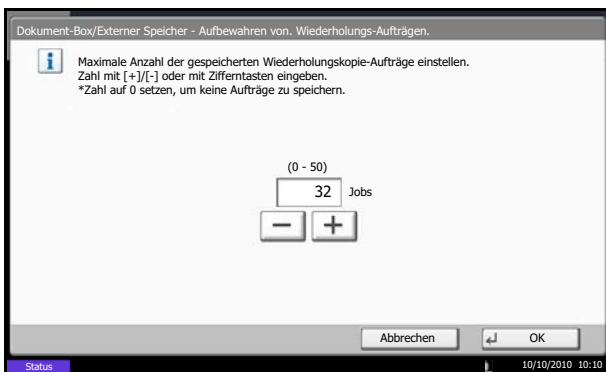 Dokument-Box/Externer Speicher - Aufbewahren von. Wiederholungs-Aufträgen.
Maximale Anzahl der gespeicherten Wiederholungskopie-Aufträge einstellen.
Zahl mit [+]/[-] oder mit Zifferntasten eingeben.
*Zahl auf 0 setzen, um keine Aufträge zu speichern.
(0 - 50)
32 Jobs
Abbrechen OK
Status 10/10/2010 10:10